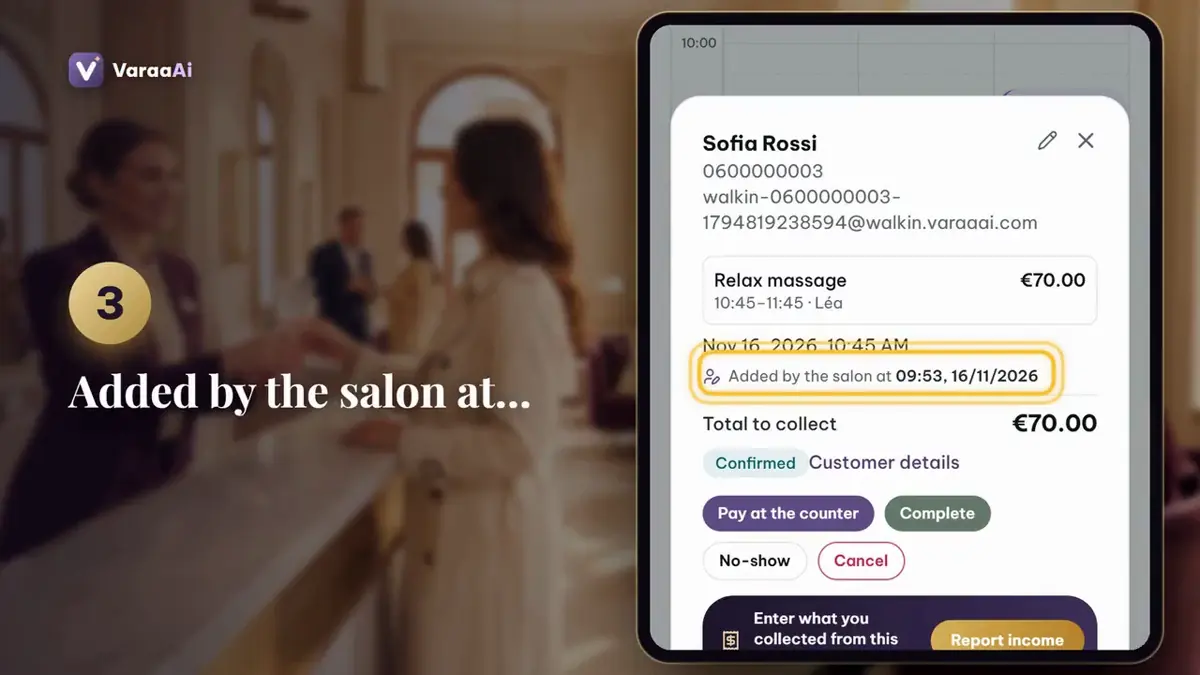 VaraaAi
3
Added by the salon at...
10:00
Sofia Rossi
0600000003
walkin-0600000003-
1794819238594@walkin.varaaai.com
Relax massage €70.00
10:45–11:45 · Léa
Nov 16, 2026, 10:45 AM
Added by the salon at 09:53, 16/11/2026
Total to collect €70.00
Confirmed Customer details
Pay at the counter Complete
No-show Cancel
Enter what you
collected from this
Report income